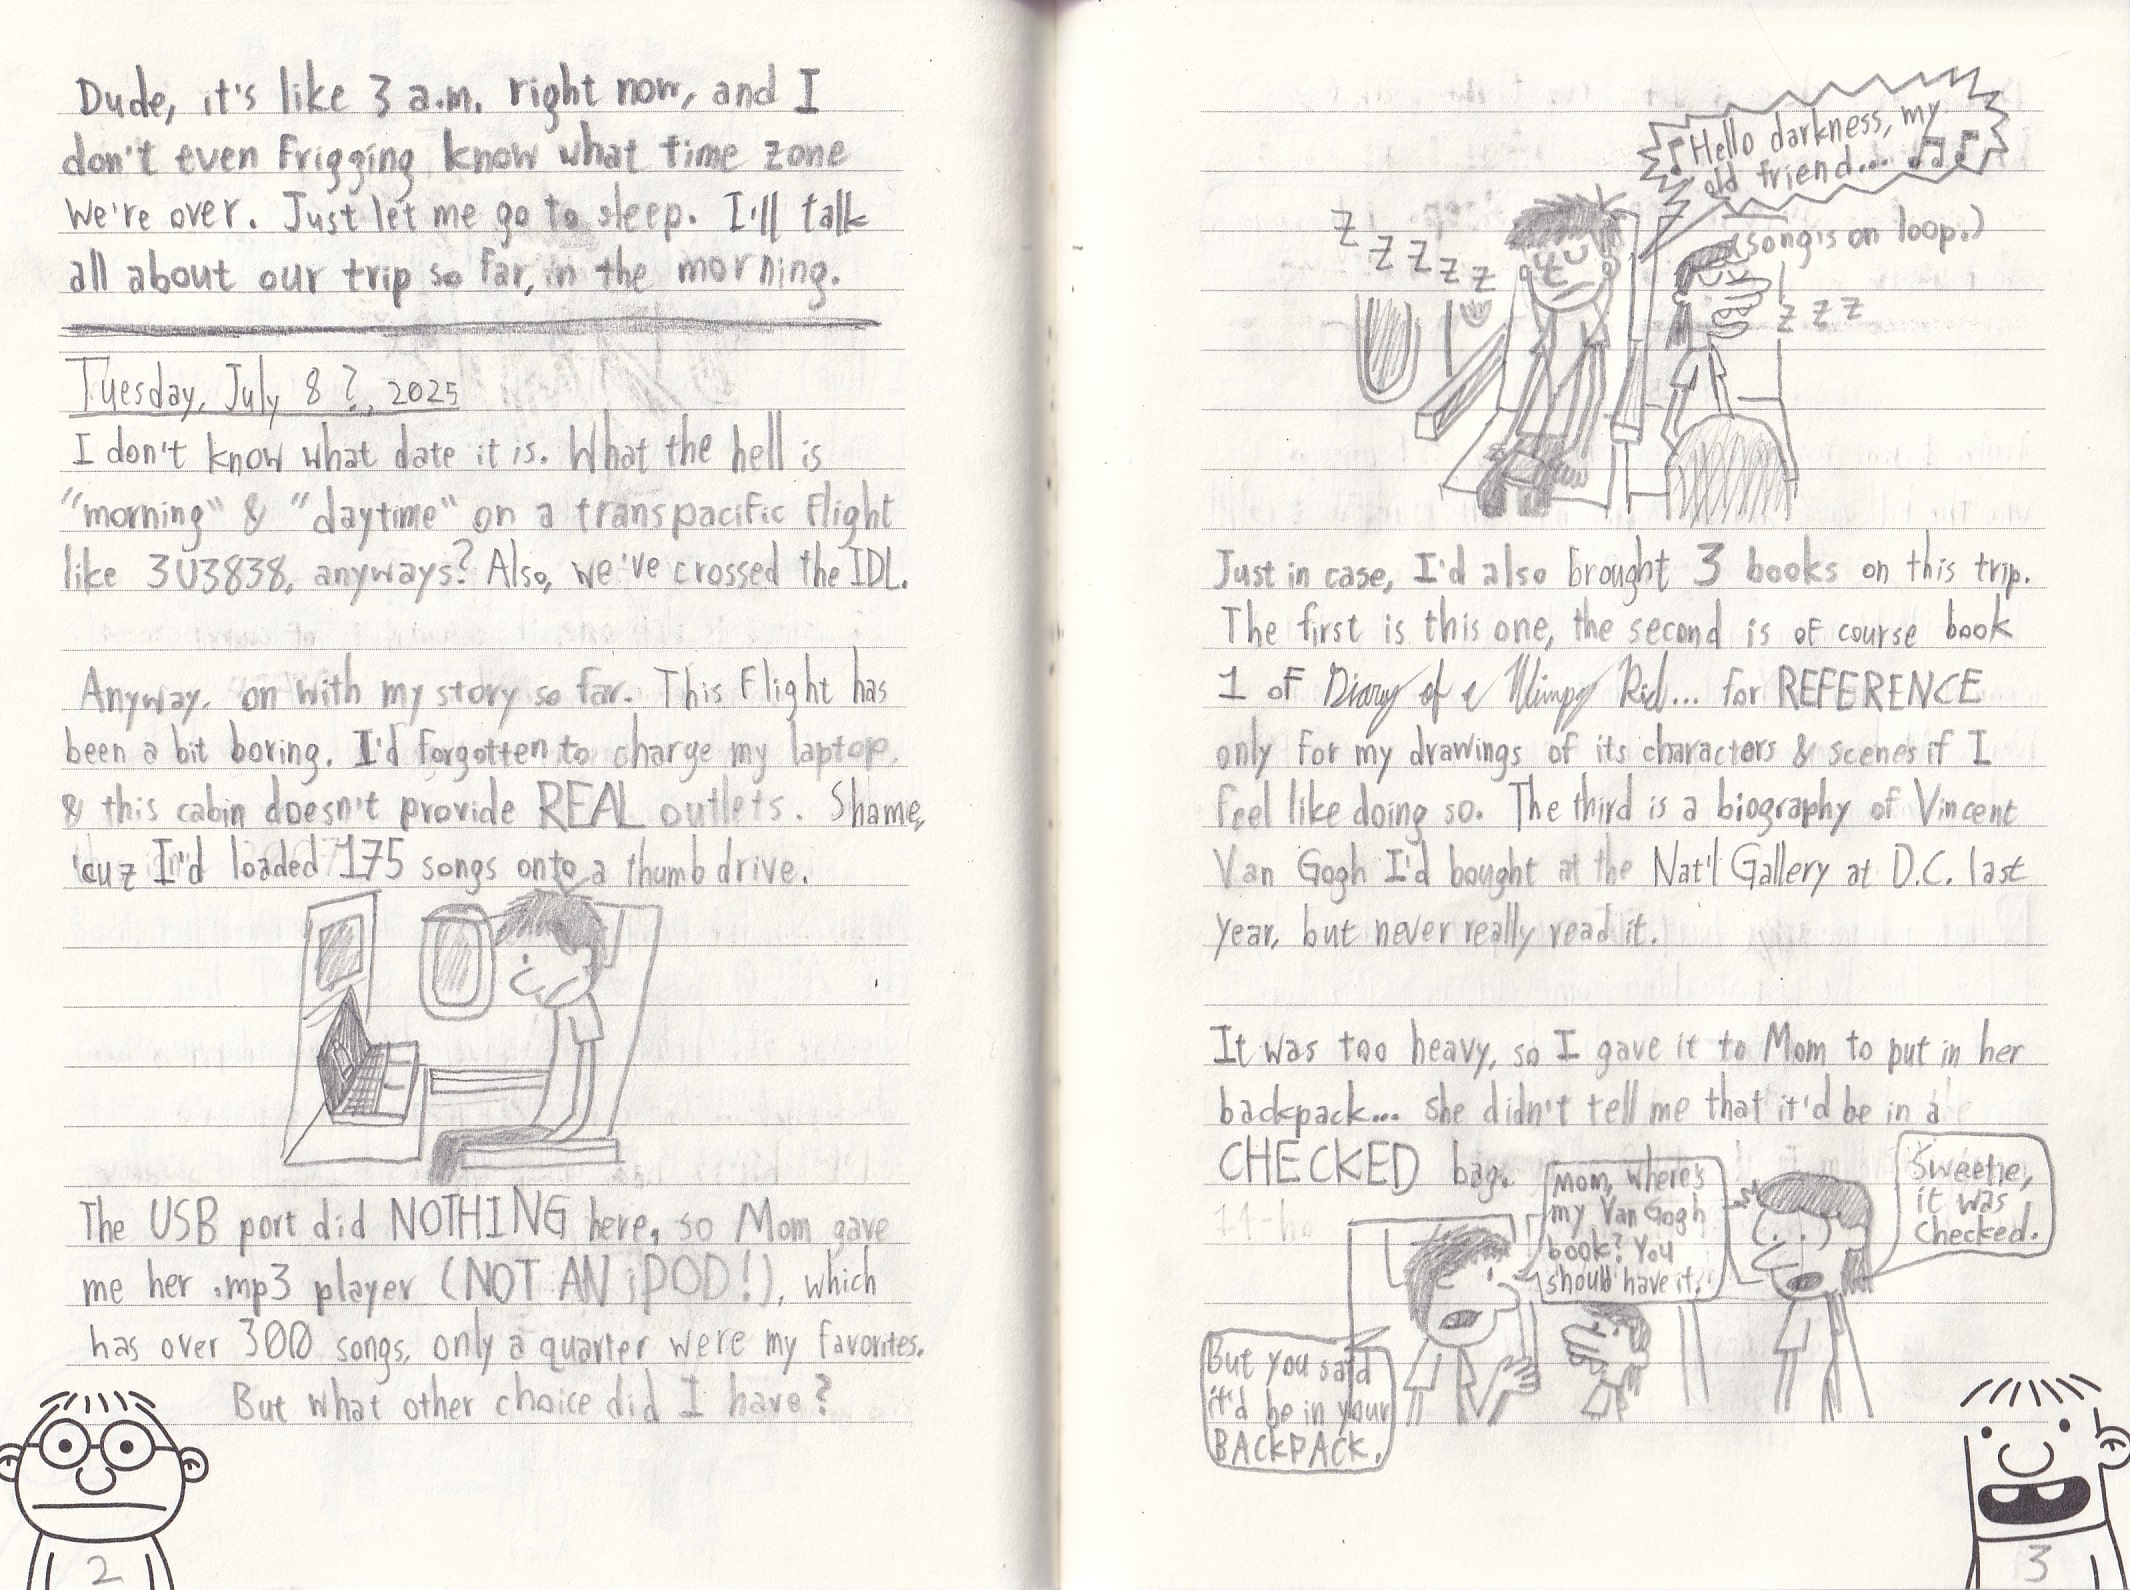 Dude, it's like 3 a.m. right now, and I
don't even frigging know what time zone
we're over. Just let me go to sleep. I'll talk
all about our trip so far, in the morning.
Tuesday, July 8?, 2025
I don't know what date it is. What the hell is
"morning" & "daytime" on a transpacific flight
like 3U3838, anyways? Also, we've crossed the IDL.
Anyway, on with my story so far. This flight has
been a bit boring. I'd forgotten to charge my laptop,
& this cabin doesn't provide REAL outlets. Shame,
'cuz I'd loaded 175 songs onto a thumb drive.
The USB port did NOTHING here, so Mom gave
me her .mp3 player (NOT AN iPOD!), which
has over 300 songs, only a quarter were my favorites.
But what other choice did I have?
2
♫Hello darkness, my
old friend....♫♫
(song's on loop.)
Z Z Z Z Z
Z Z Z
Just in case, I'd also brought 3 books on this trip.
The first is this one, the second is of course book
1 of Diary of a Wimpy Kid... for REFERENCE
only for my drawings of its characters & scenes if I
feel like doing so. The third is a biography of Vincent
Van Gogh I'd bought at the Nat'l Gallery at D.C. last
year, but never really read it.
It was too heavy, so I gave it to Mom to put in her
backpack... she didn't tell me that it'd be in a
CHECKED bag.
Mom, where's
my Van Gogh
book? You
should have it.
Sweetie,
it was
checked.
But you said
it'd be in your
BACKPACK.
3